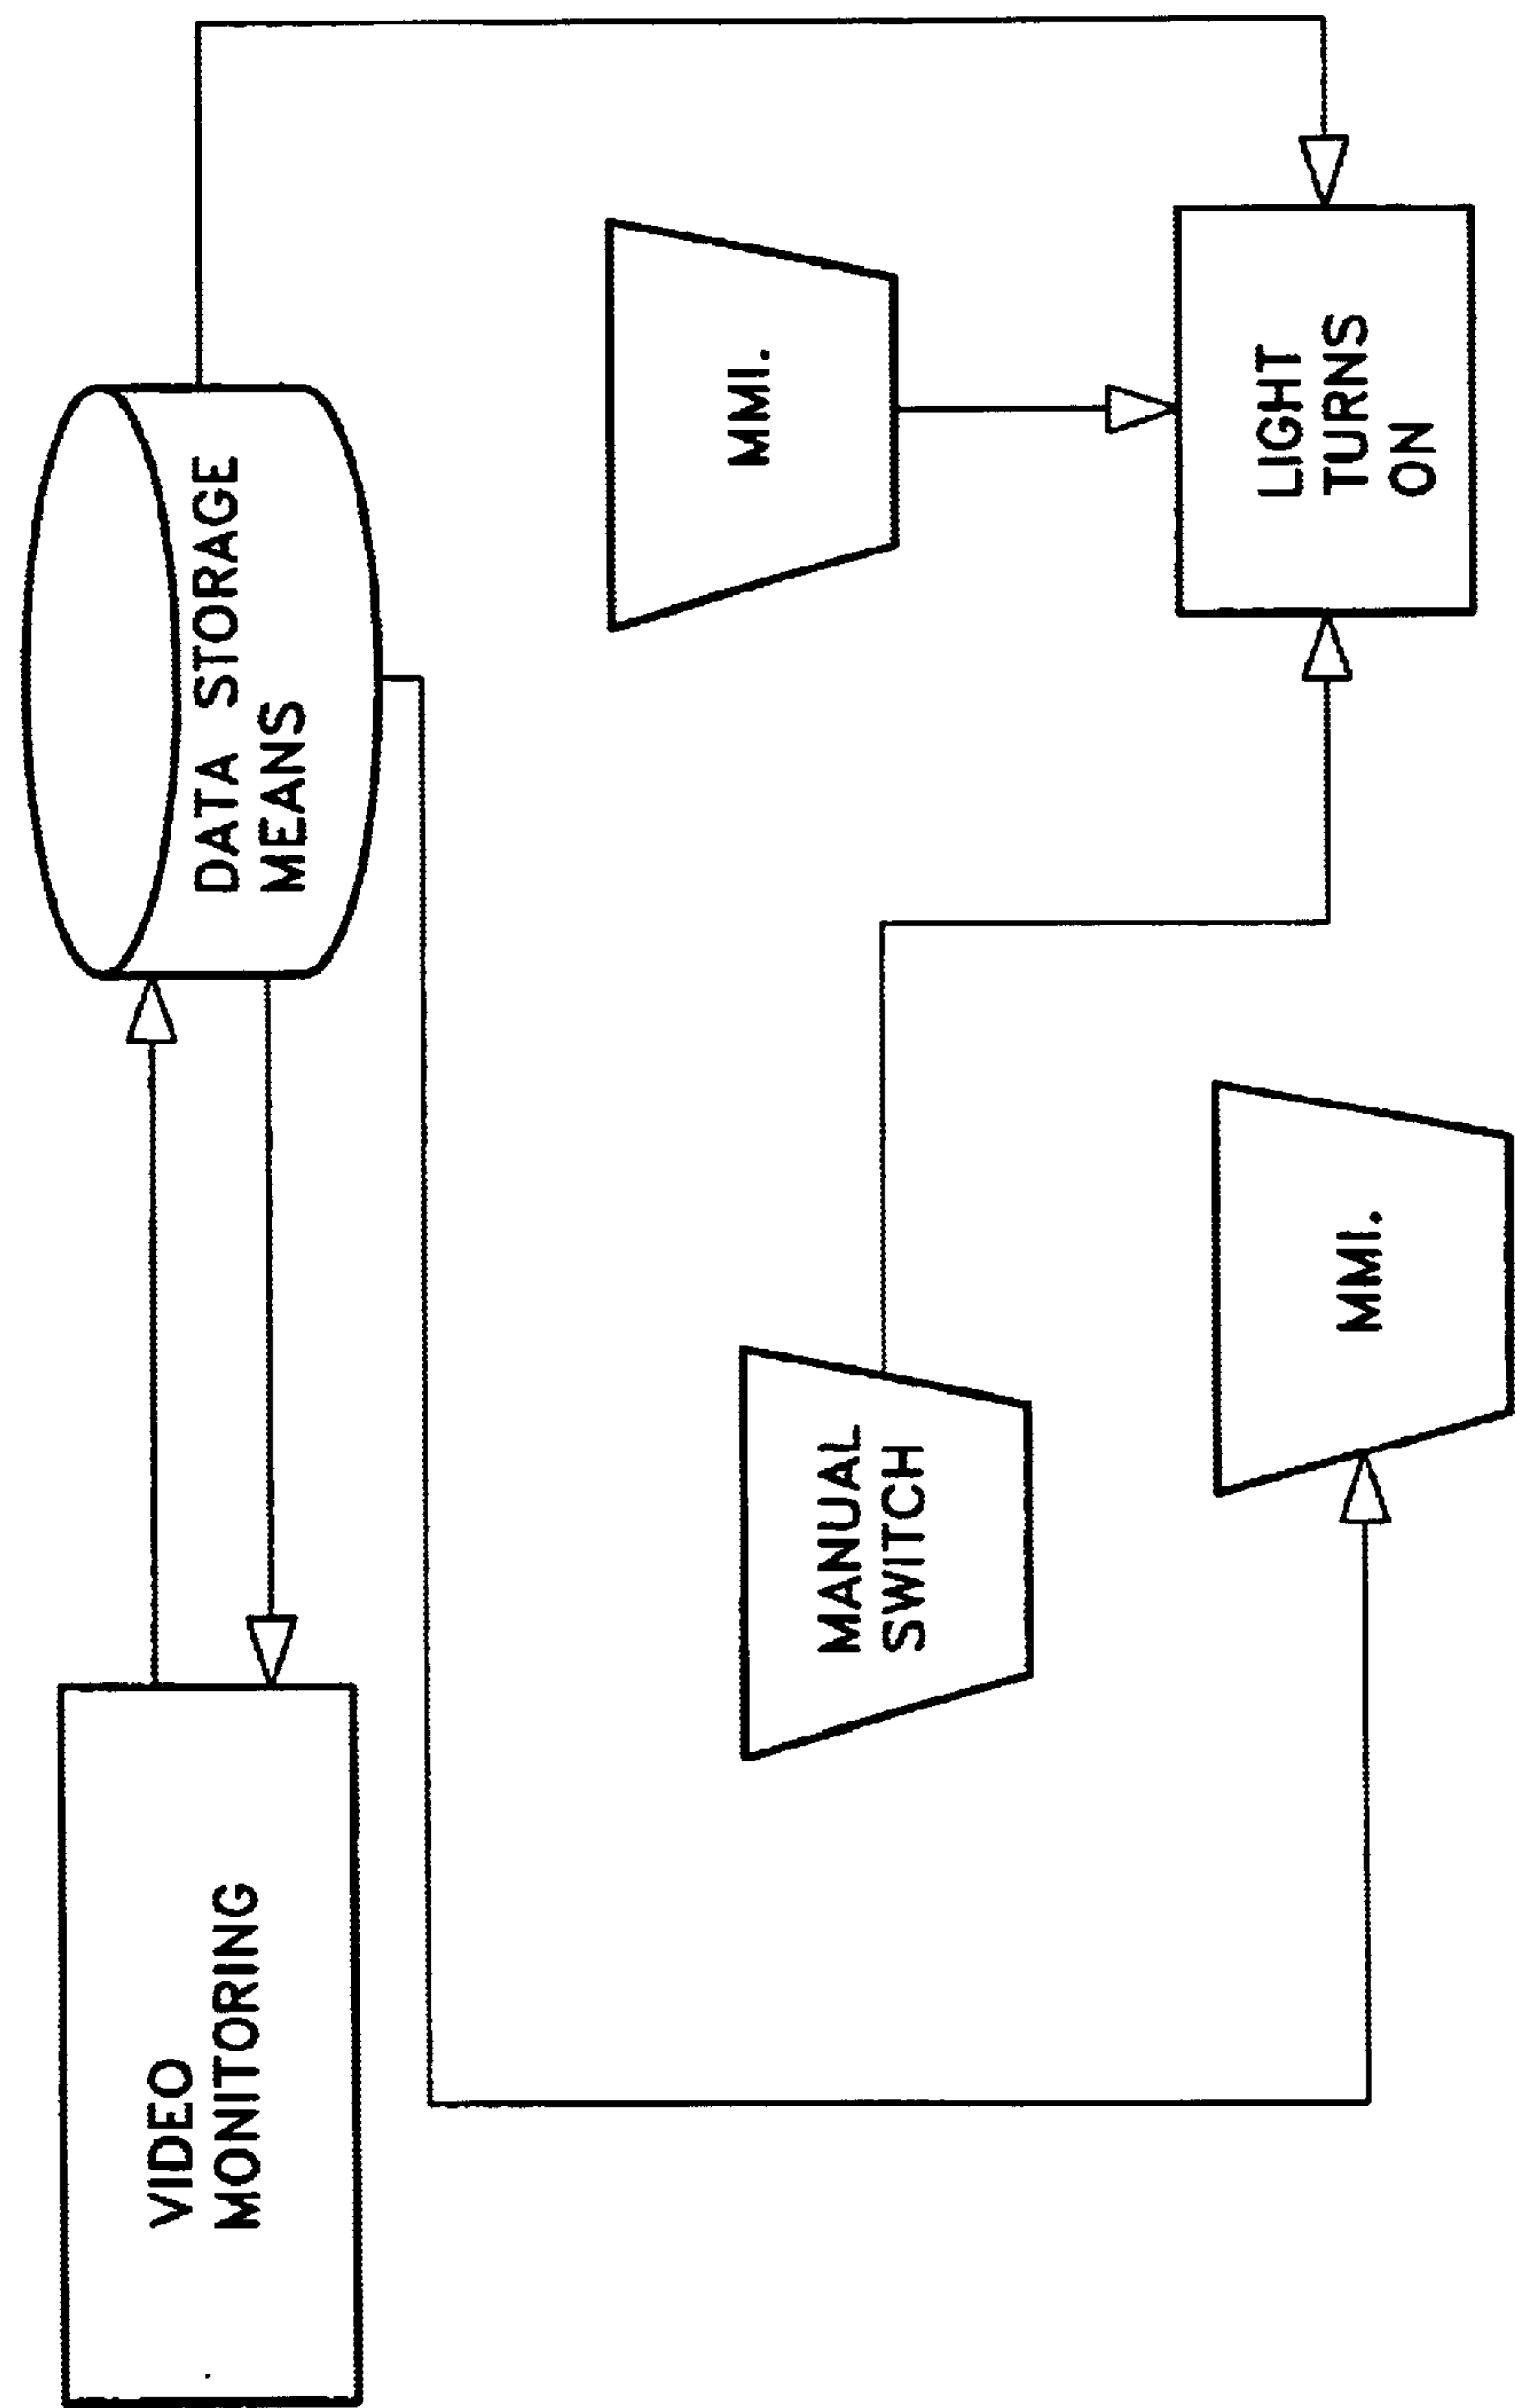 VIDEO
MONITORING
DATA STORAGE
MEANS
MANUAL
SWITCH
MMI.
MMI.
LIGHT
TURNS
ON